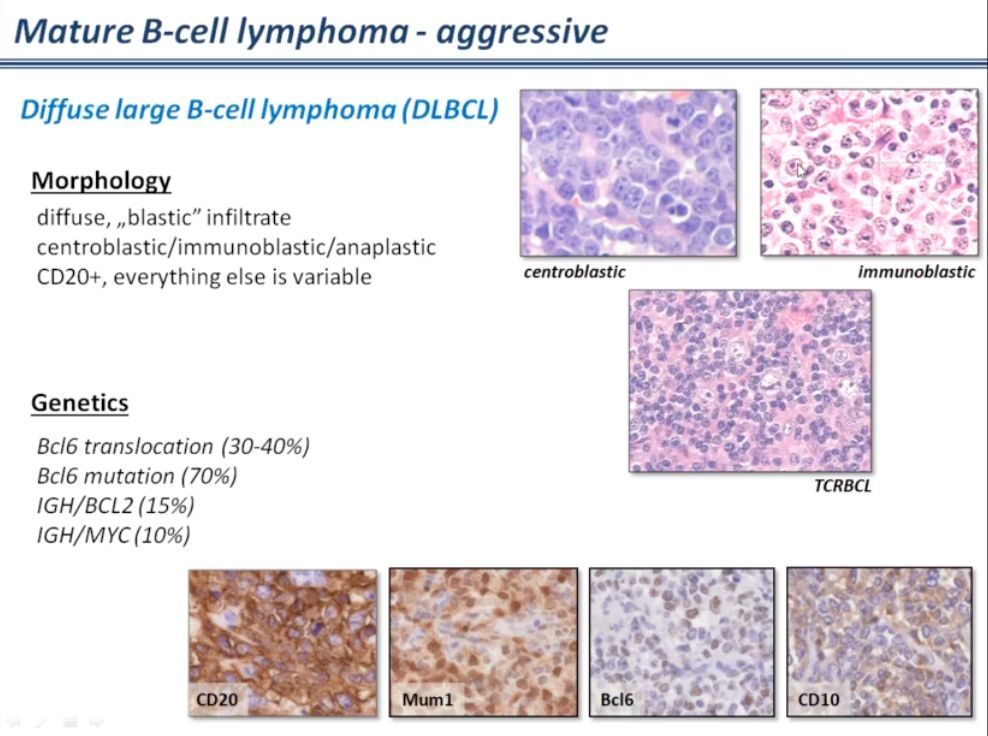 Mature B-cell lymphoma - aggressive
Diffuse large B-cell lymphoma (DLBCL)
Morphology
diffuse, „blastic” infiltrate
centroblastic/immunoblastic/anaplastic
CD20+, everything else is variable
centroblastic
immunoblastic
TCRBCL
Genetics
Bcl6 translocation (30-40%)
Bcl6 mutation (70%)
IGH/BCL2 (15%)
IGH/MYC (10%)
CD20
Mum1
Bcl6
CD10